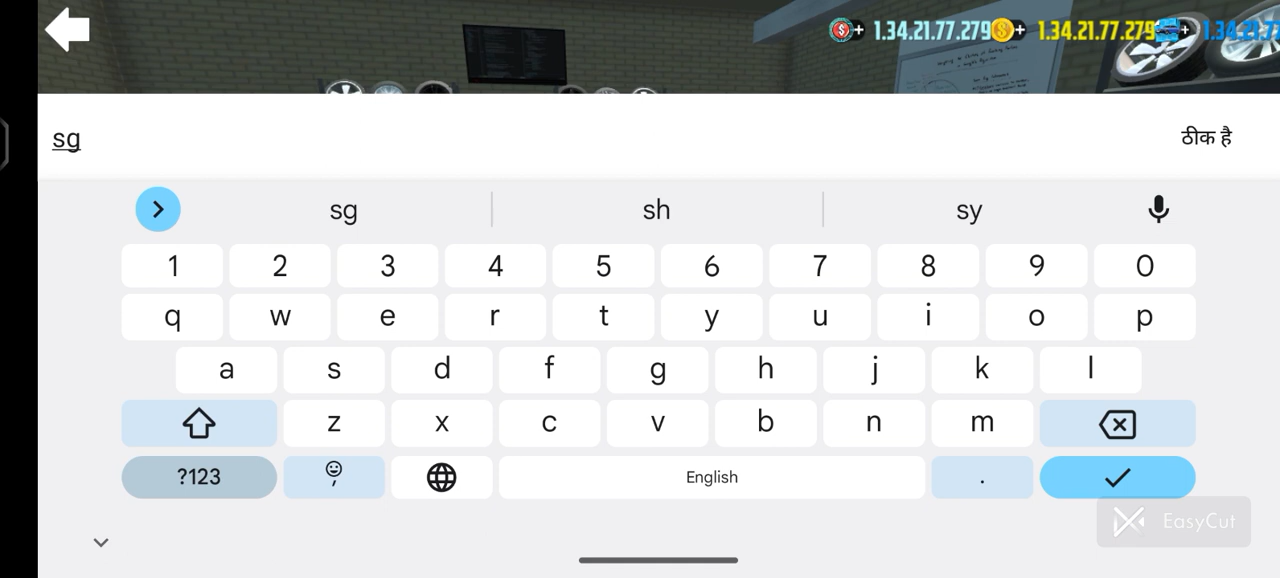 1.34.21.77.279 1.34.21.77.279
sg ठीक है
sg sh sy
1 2 3 4 5 6 7 8 9 0
q w e r t y u i o p
a s d f g h j k l
z x c v b n m
?123 , English .
EasyCut